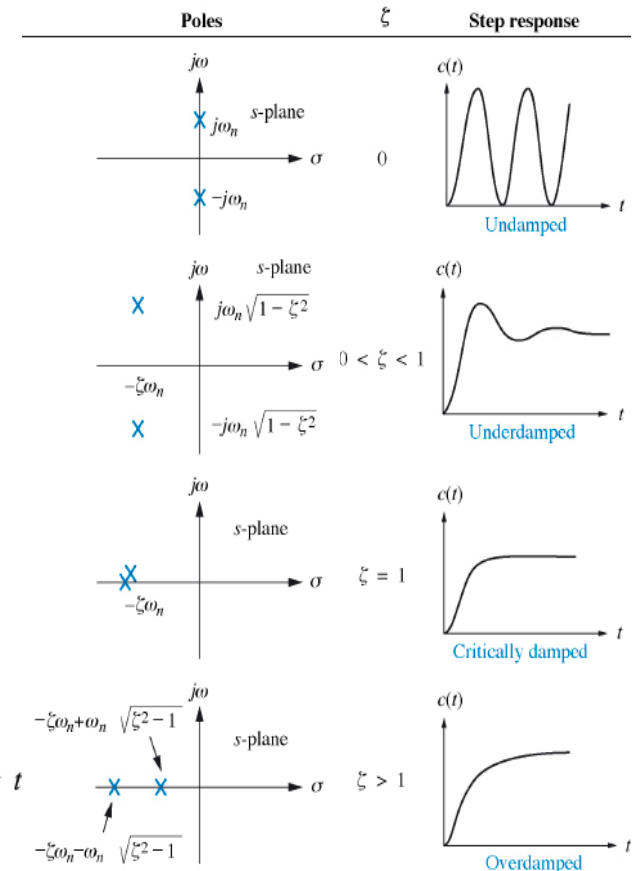 Poles ζ Step response
jω c(t)
s-plane
jωₙ
σ 0
−jωₙ
t
Undamped
jω s-plane c(t)
jωₙ √1 − ζ²
σ 0 < ζ < 1
−ζωₙ
t
−jωₙ √1 − ζ² Underdamped
jω c(t)
s-plane
σ ζ = 1
−ζωₙ
t
Critically damped
jω c(t)
−ζωₙ+ωₙ √ζ² − 1
s-plane
t σ ζ > 1
t
−ζωₙ−ωₙ √ζ² − 1
Overdamped